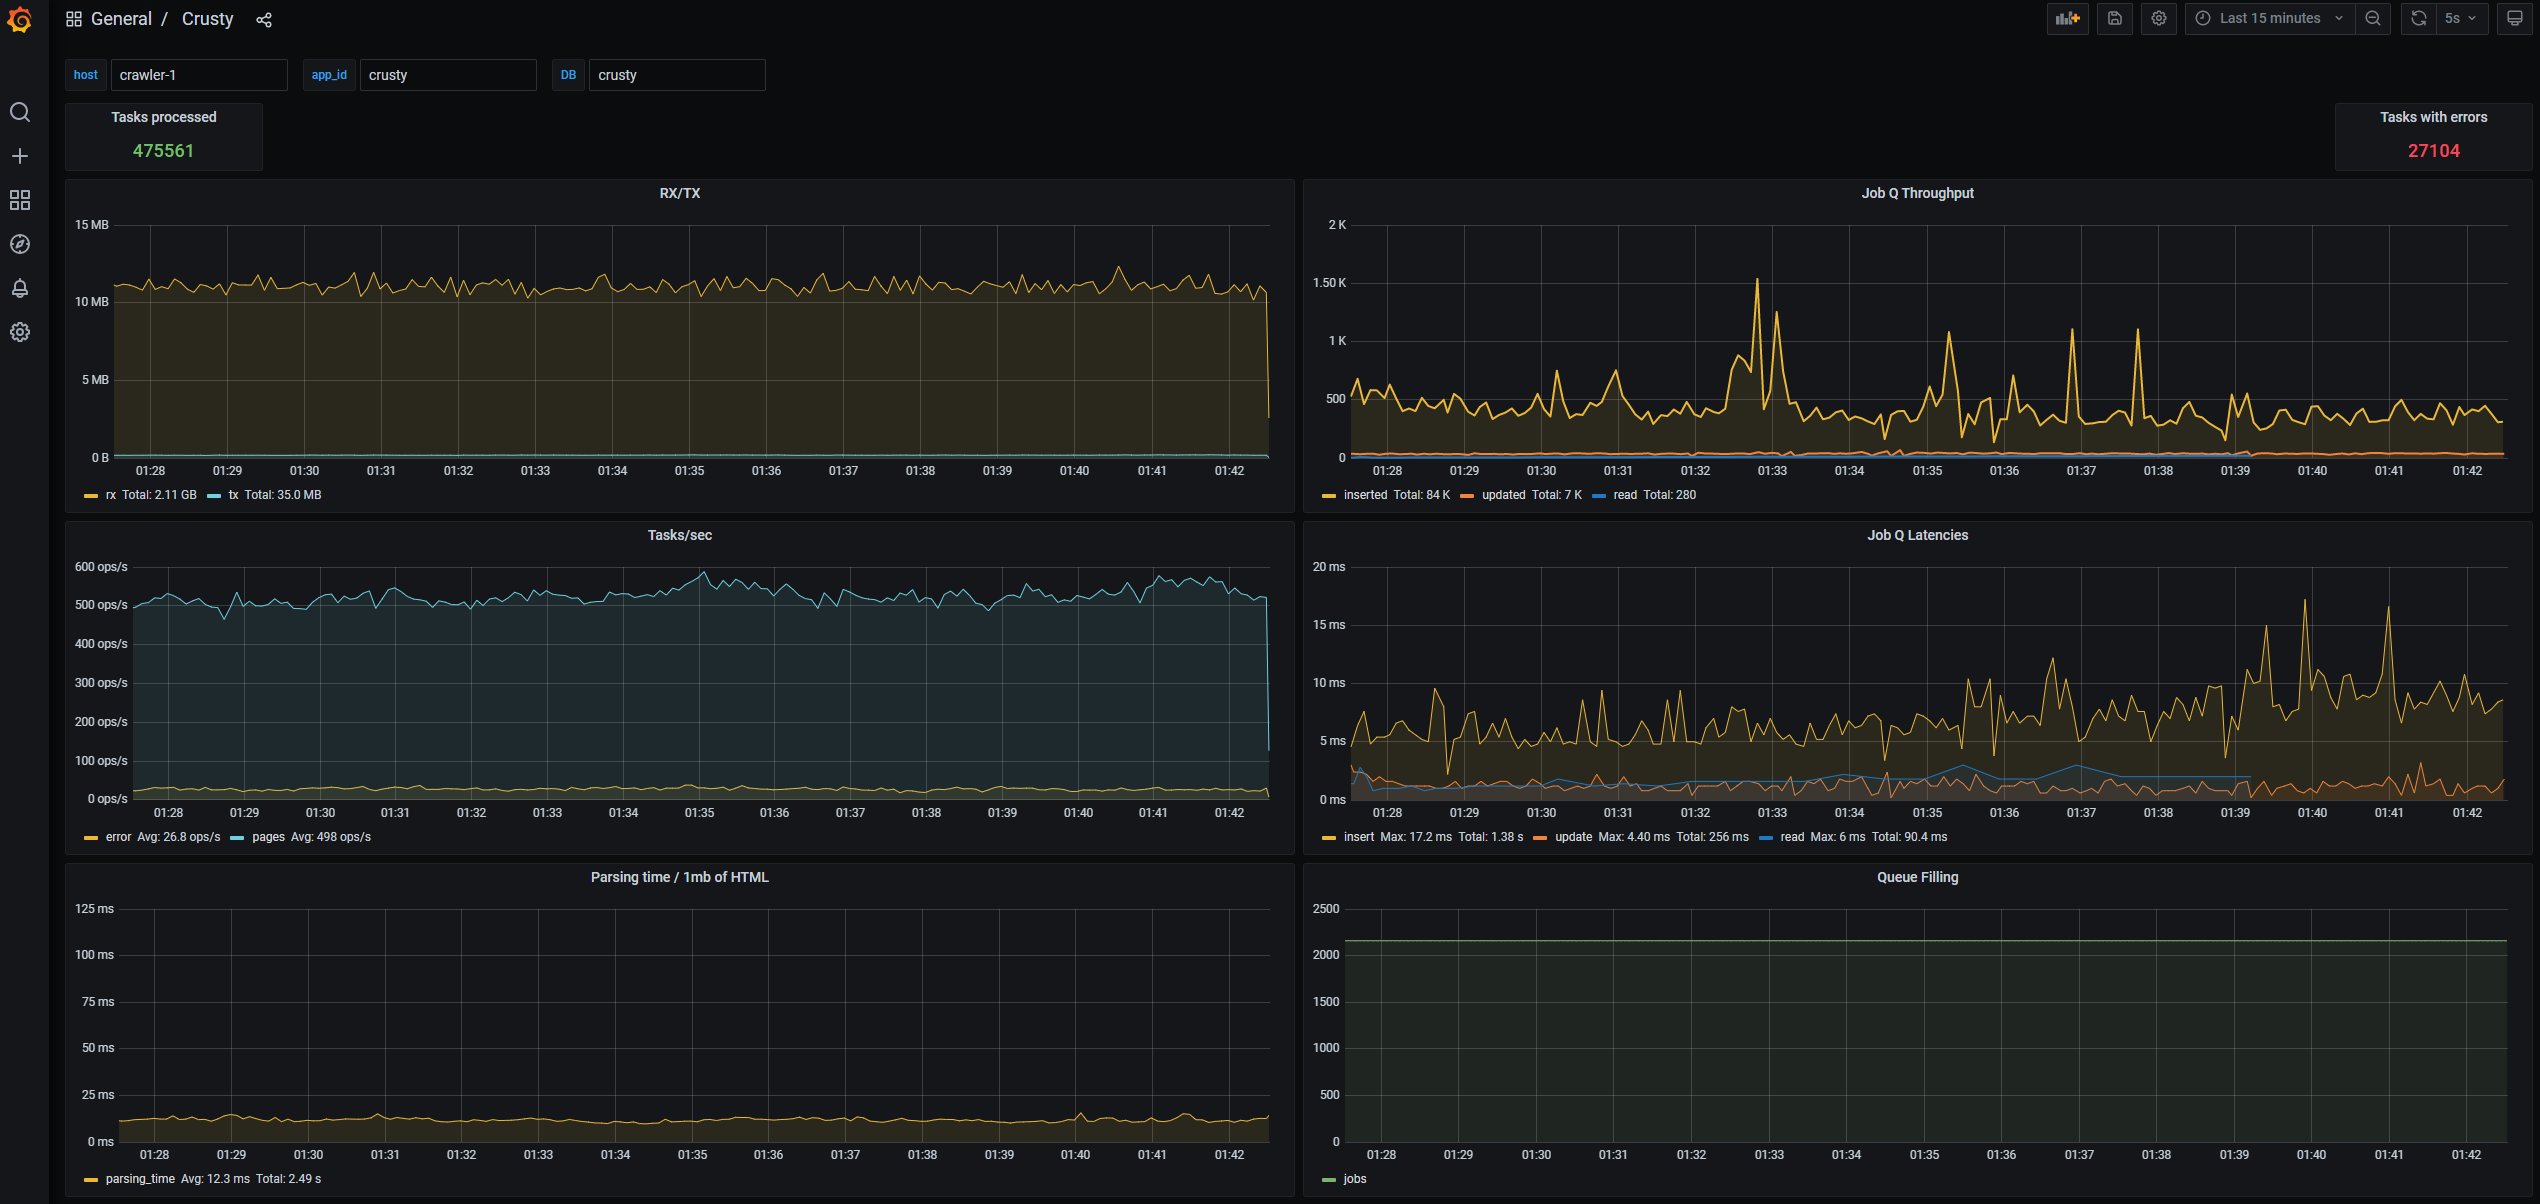 General / Crusty
Last 15 minutes
5s
host crawler-1 app_id crusty DB crusty
Tasks processed
475561
Tasks with errors
27104
RX/TX
15 MB
10 MB
5 MB
0 B
01:28 01:29 01:30 01:31 01:32 01:33 01:34 01:35 01:36 01:37 01:38 01:39 01:40 01:41 01:42
rx Total: 2.11 GB tx Total: 35.0 MB
Job Q Throughput
2 K
1.50 K
1 K
500
0
01:28 01:29 01:30 01:31 01:32 01:33 01:34 01:35 01:36 01:37 01:38 01:39 01:40 01:41 01:42
inserted Total: 84 K updated Total: 7 K read Total: 280
Tasks/sec
600 ops/s
500 ops/s
400 ops/s
300 ops/s
200 ops/s
100 ops/s
0 ops/s
01:28 01:29 01:30 01:31 01:32 01:33 01:34 01:35 01:36 01:37 01:38 01:39 01:40 01:41 01:42
error Avg: 26.8 ops/s pages Avg: 498 ops/s
Job Q Latencies
20 ms
15 ms
10 ms
5 ms
0 ms
01:28 01:29 01:30 01:31 01:32 01:33 01:34 01:35 01:36 01:37 01:38 01:39 01:40 01:41 01:42
insert Max: 17.2 ms Total: 1.38 s update Max: 4.40 ms Total: 256 ms read Max: 6 ms Total: 90.4 ms
Parsing time / 1mb of HTML
125 ms
100 ms
75 ms
50 ms
25 ms
0 ms
01:28 01:29 01:30 01:31 01:32 01:33 01:34 01:35 01:36 01:37 01:38 01:39 01:40 01:41 01:42
parsing_time Avg: 12.3 ms Total: 2.49 s
Queue Filling
2500
2000
1500
1000
500
0
01:28 01:29 01:30 01:31 01:32 01:33 01:34 01:35 01:36 01:37 01:38 01:39 01:40 01:41 01:42
jobs